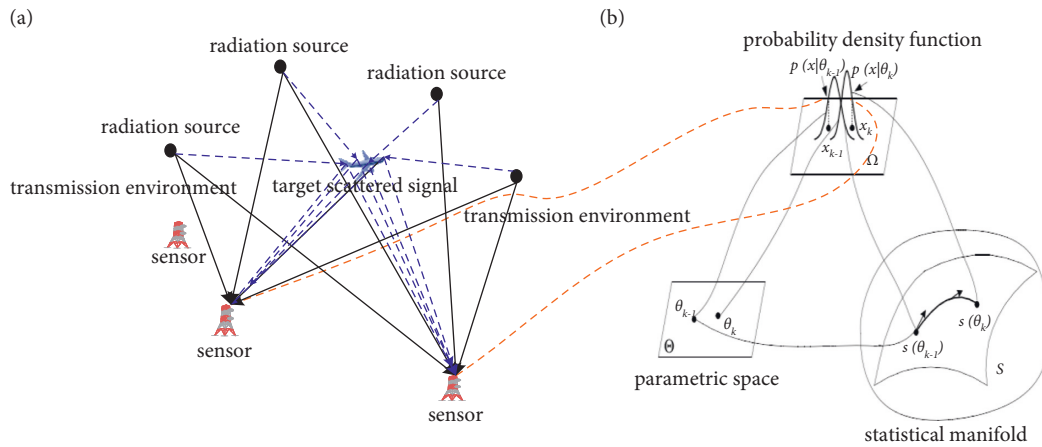 (a)
radiation source
radiation source
radiation source
transmission environment
target scattered signal
transmission environment
sensor
sensor
sensor
(b)
probability density function
p (x|θk-1)
p (x|θk)
xk
xk-1
Ω
θk-1
θk
Θ
parametric space
s (θk)
s (θk-1)
S
statistical manifold